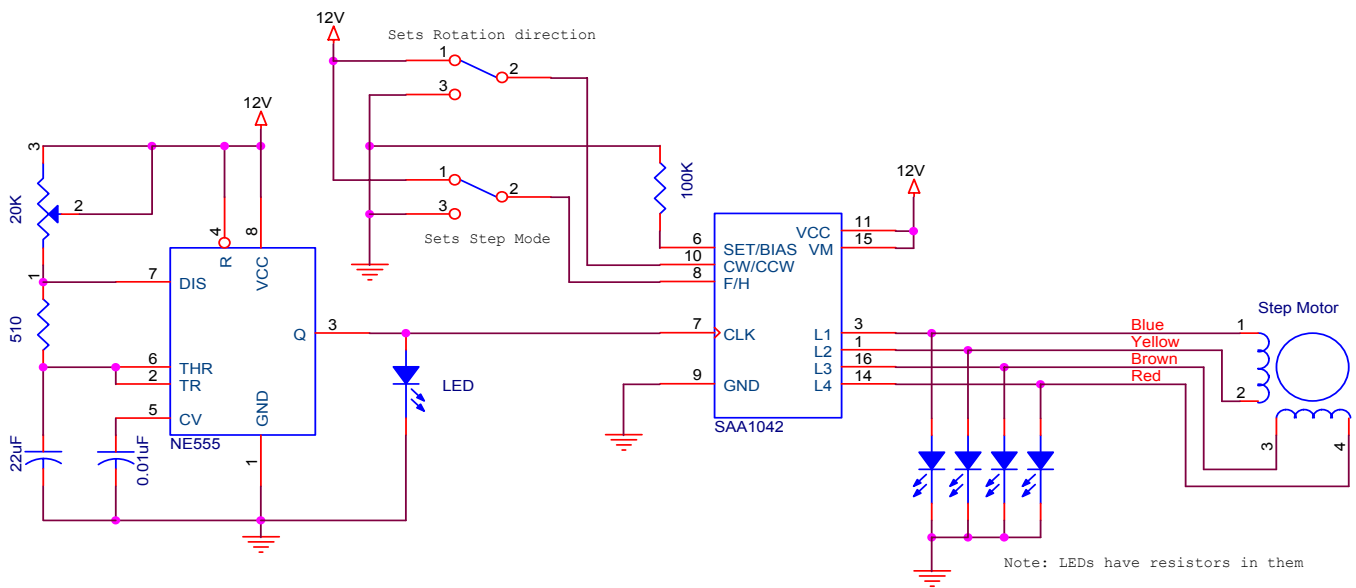 12V
Sets Rotation direction
1
2
3
12V
3
20K
2
1
510
22uF
0.01uF
4
8
R
VCC
7
DIS
6
THR
2
TR
5
CV
GND
1
Q
3
NE555
LED
1
2
3
Sets Step Mode
100K
12V
6
SET/BIAS
10
CW/CCW
8
F/H
7
CLK
9
GND
VCC
11
VM
15
L1
3
L2
1
L3
16
L4
14
SAA1042
Blue
Yellow
Brown
Red
Step Motor
1
2
3
4
Note: LEDs have resistors in them